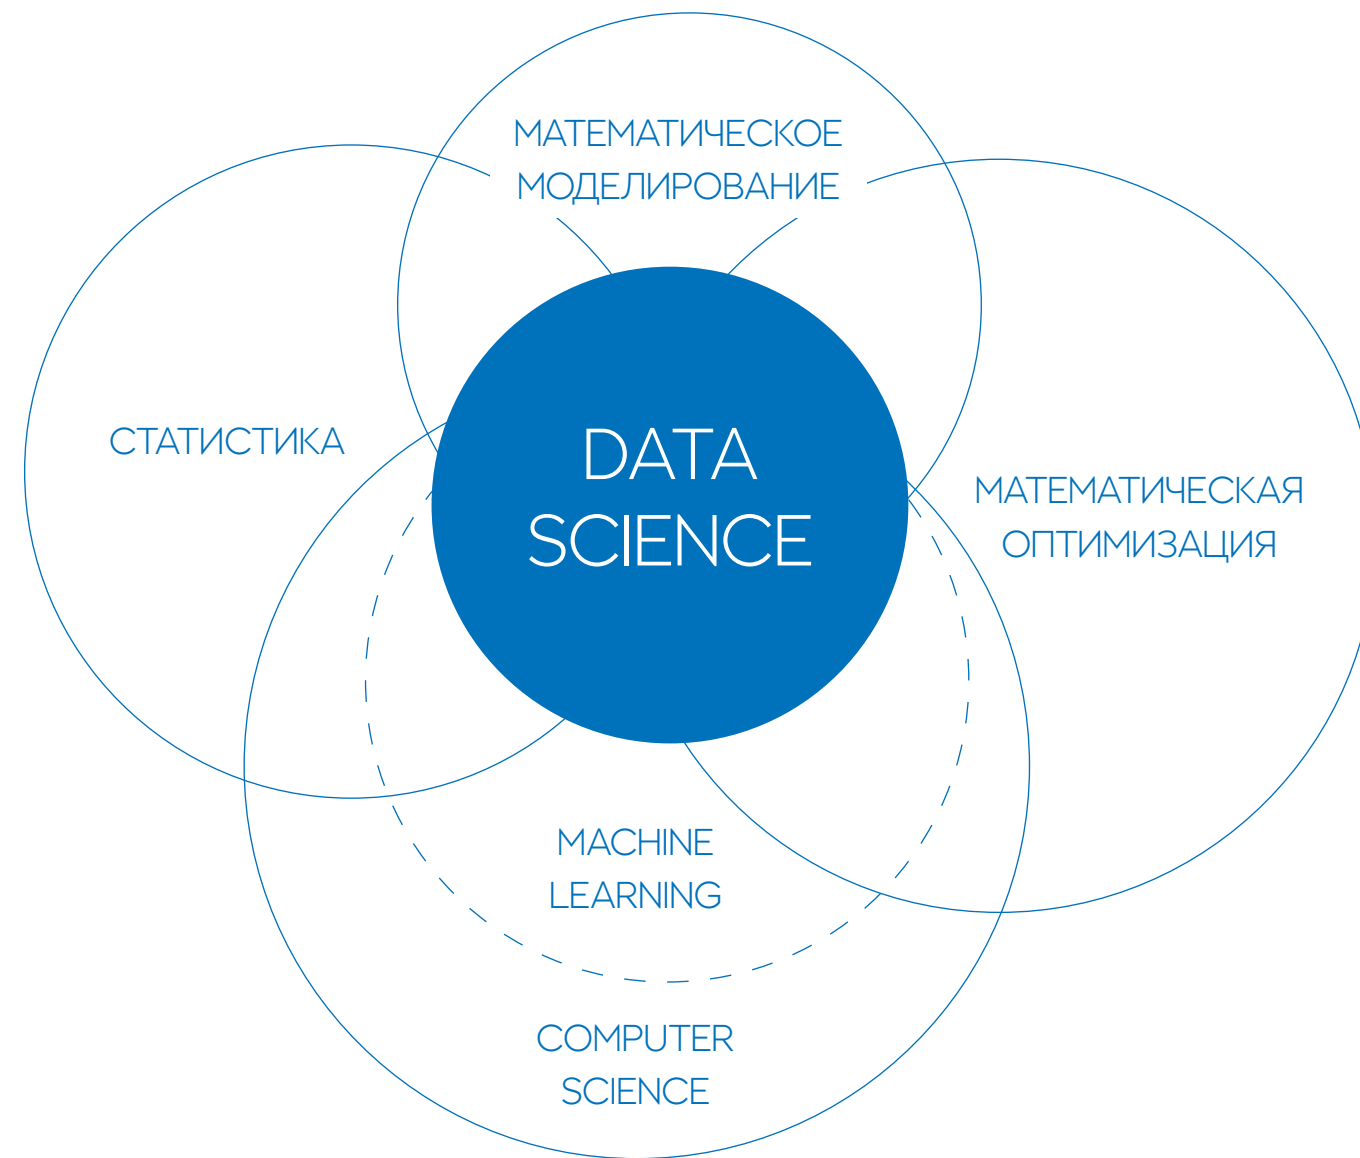 МАТЕМАТИЧЕСКОЕ
МОДЕЛИРОВАНИЕ
СТАТИСТИКА
DATA
SCIENCE
МАТЕМАТИЧЕСКАЯ
ОПТИМИЗАЦИЯ
MACHINE
LEARNING
COMPUTER
SCIENCE